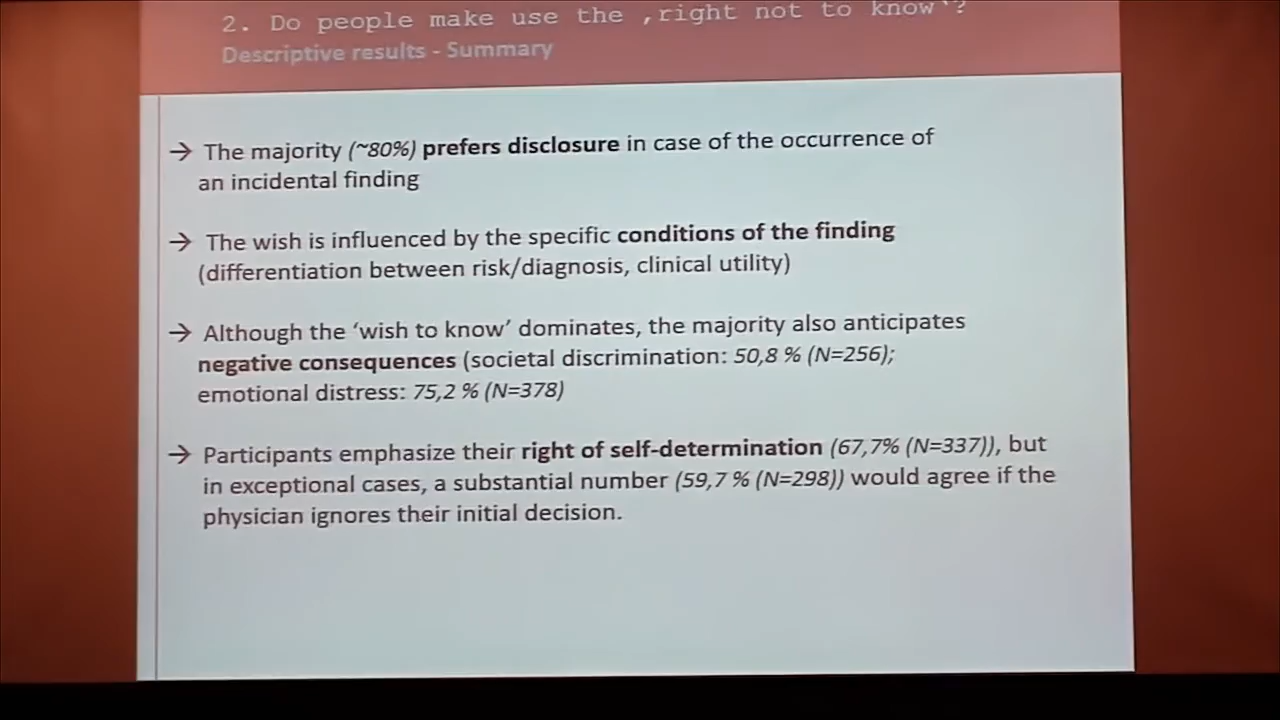 2. Do people make use the ‚right not to know‘?
Descriptive results - Summary
→ The majority (~80%) prefers disclosure in case of the occurrence of
an incidental finding
→ The wish is influenced by the specific conditions of the finding
(differentiation between risk/diagnosis, clinical utility)
→ Although the ‘wish to know’ dominates, the majority also anticipates
negative consequences (societal discrimination: 50,8 % (N=256);
emotional distress: 75,2 % (N=378)
→ Participants emphasize their right of self-determination (67,7% (N=337)), but
in exceptional cases, a substantial number (59,7 % (N=298)) would agree if the
physician ignores their initial decision.